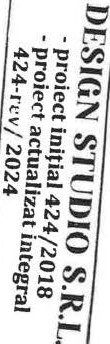 DESIGN STUDIO S.R.L.
- proiect inițial 424/2018
- proiect actualizat integral
424-rev/ 2024